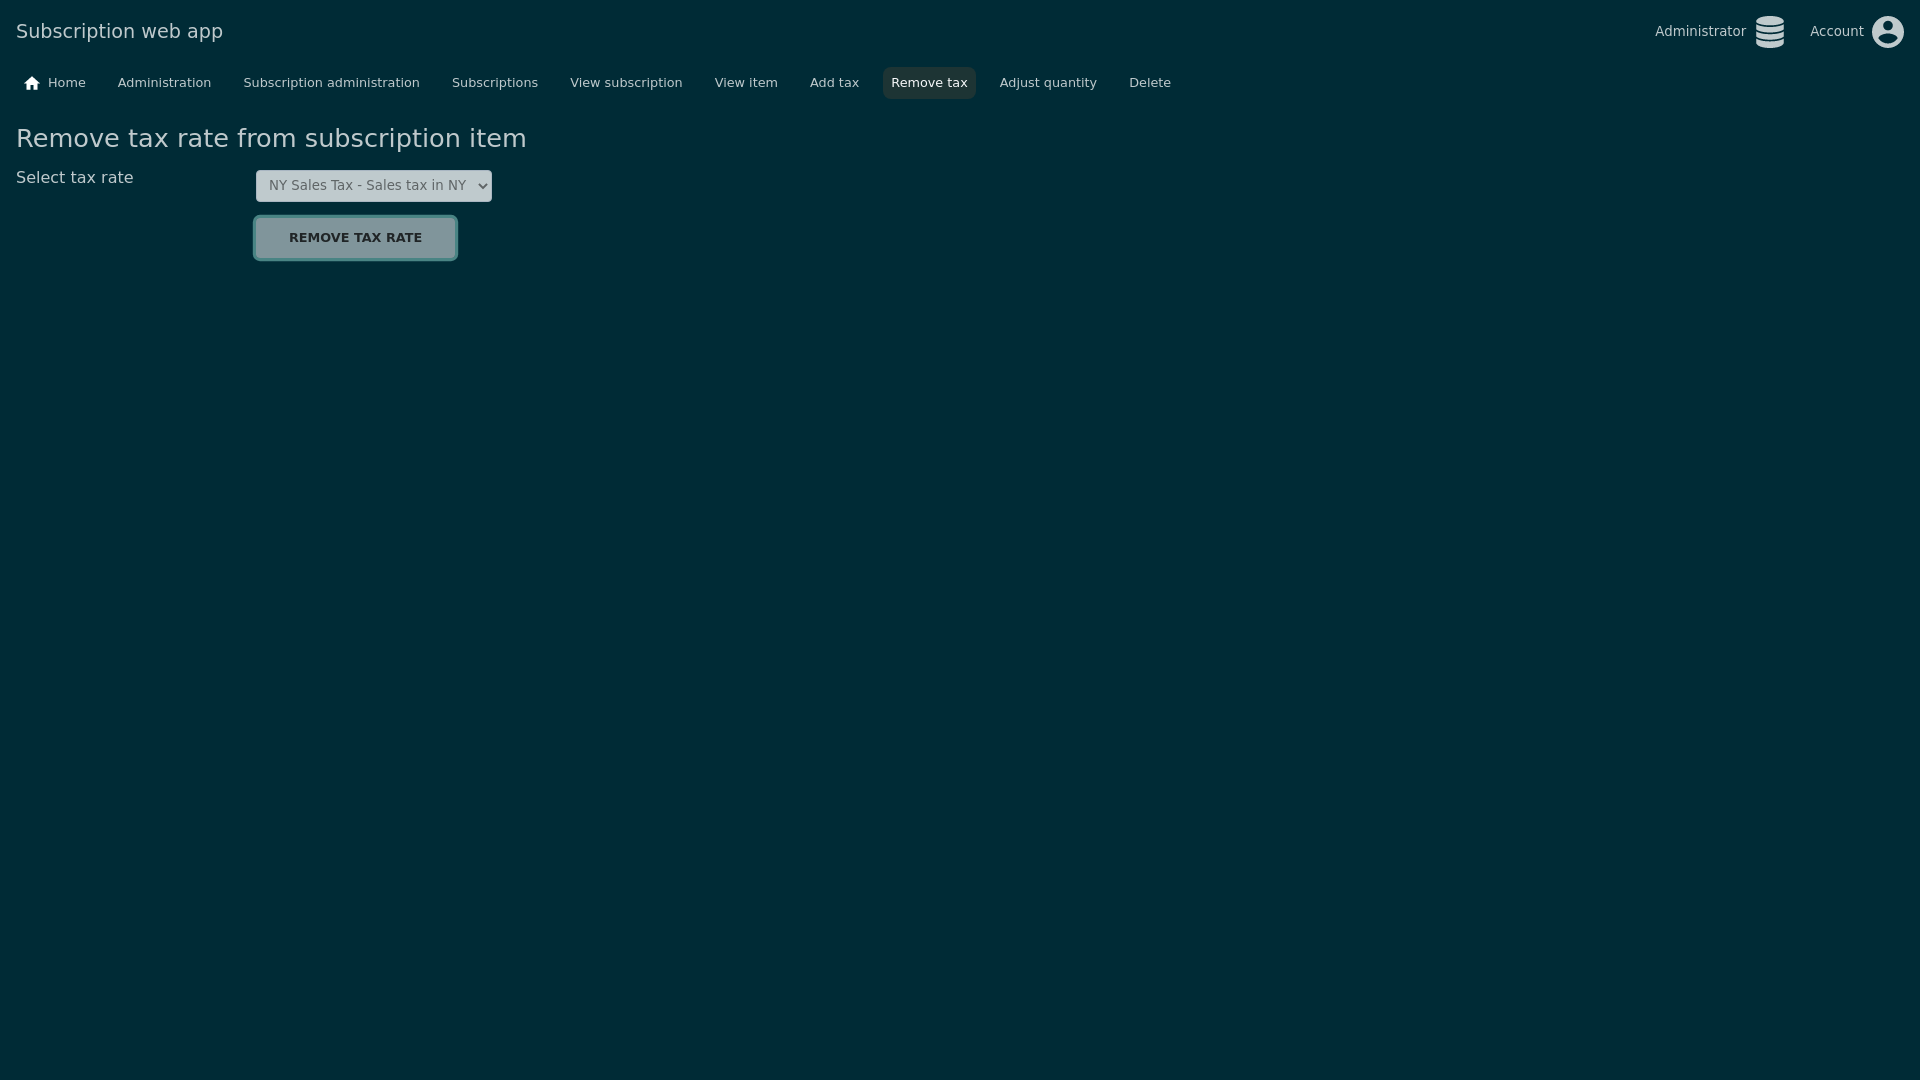 Subscription web app
Administrator
Account
Home
Administration
Subscription administration
Subscriptions
View subscription
View item
Add tax
Remove tax
Adjust quantity
Delete
Remove tax rate from subscription item
Select tax rate
NY Sales Tax - Sales tax in NY
REMOVE TAX RATE